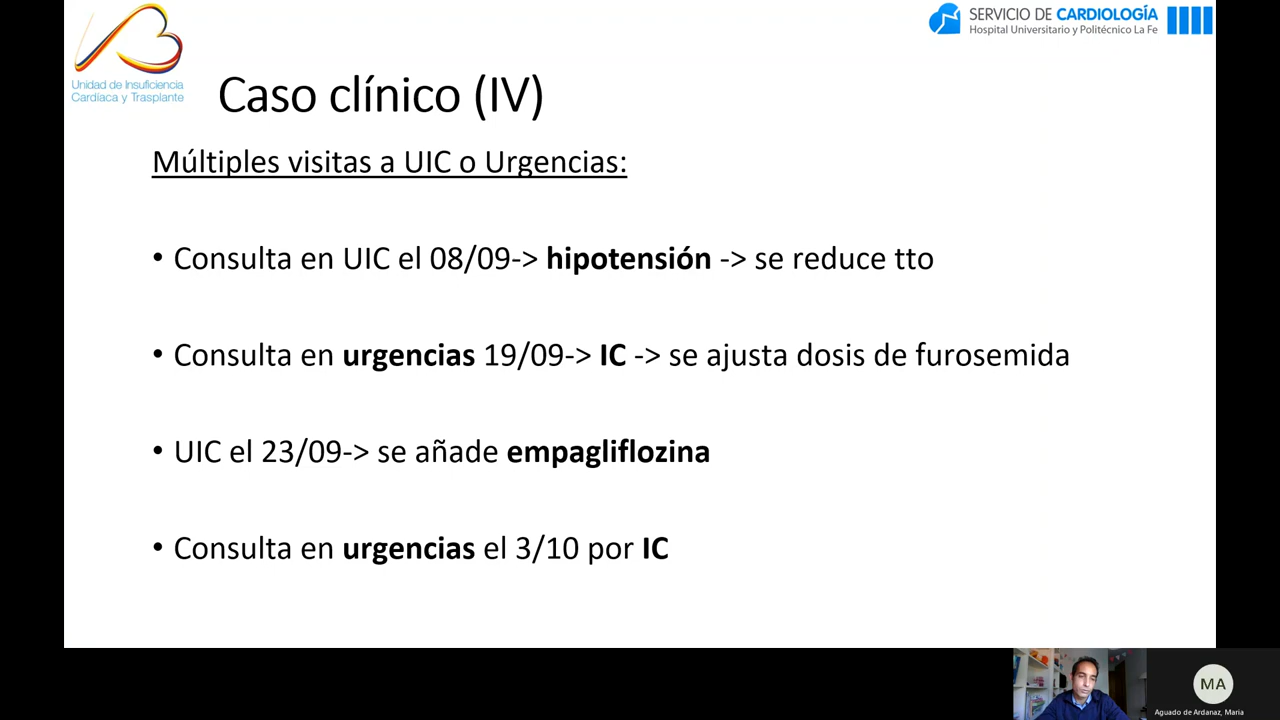 SERVICIO DE CARDIOLOGÍA
Hospital Universitario y Politécnico La Fe
Unidad de Insuficiencia
Cardíaca y Trasplante
Caso clínico (IV)
Múltiples visitas a UIC o Urgencias:
• Consulta en UIC el 08/09-> hipotensión -> se reduce tto
• Consulta en urgencias 19/09-> IC -> se ajusta dosis de furosemida
• UIC el 23/09-> se añade empagliflozina
• Consulta en urgencias el 3/10 por IC
MA
Aguado de Ardanaz, Maria